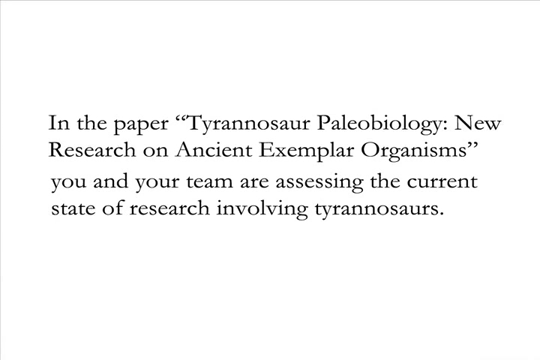 In the paper “Tyrannosaur Paleobiology: New
Research on Ancient Exemplar Organisms”
you and your team are assessing the current
state of research involving tyrannosaurs.